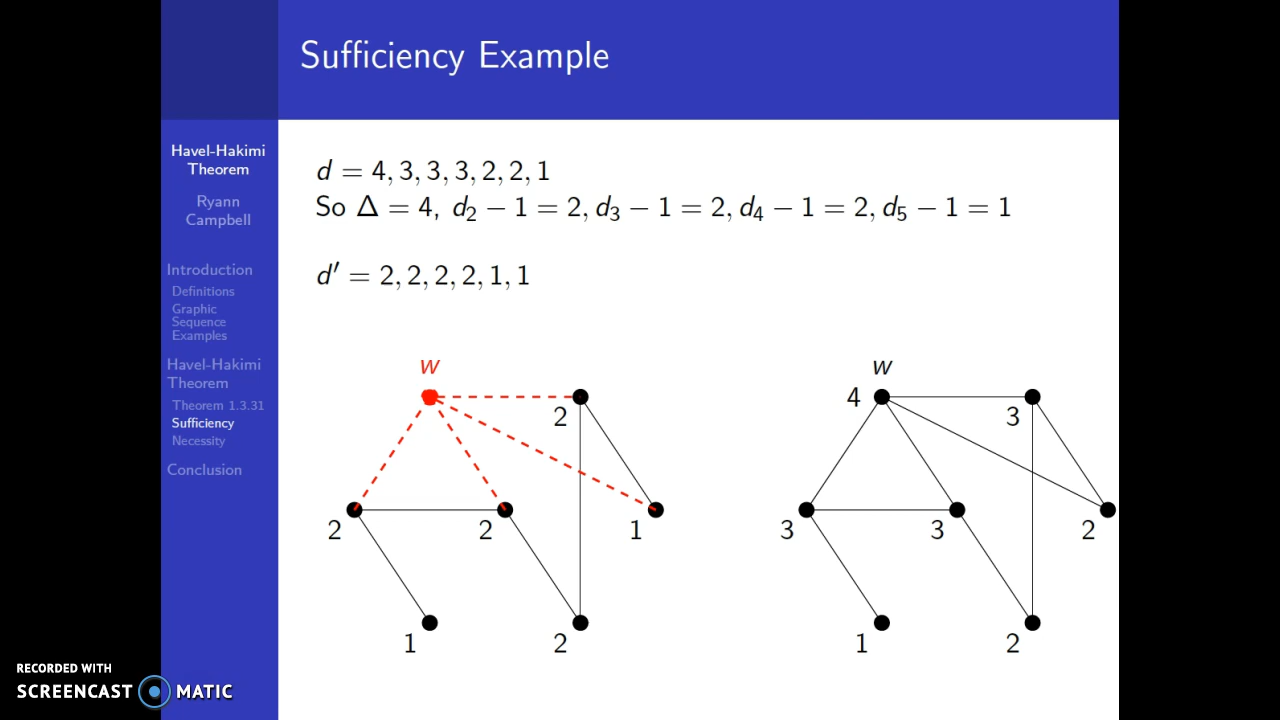 Sufficiency Example
Havel-Hakimi
Theorem
Ryann
Campbell
Introduction
Definitions
Graphic
Sequence
Examples
Havel-Hakimi
Theorem
Theorem 1.3.31
Sufficiency
Necessity
Conclusion
d = 4, 3, 3, 3, 2, 2, 1
So Δ = 4, d₂ − 1 = 2, d₃ − 1 = 2, d₄ − 1 = 2, d₅ − 1 = 1
d′ = 2, 2, 2, 2, 1, 1
w
2
2
2
1
1
2
w
4
3
3
3
2
1
2
RECORDED WITH
SCREENCAST MATIC